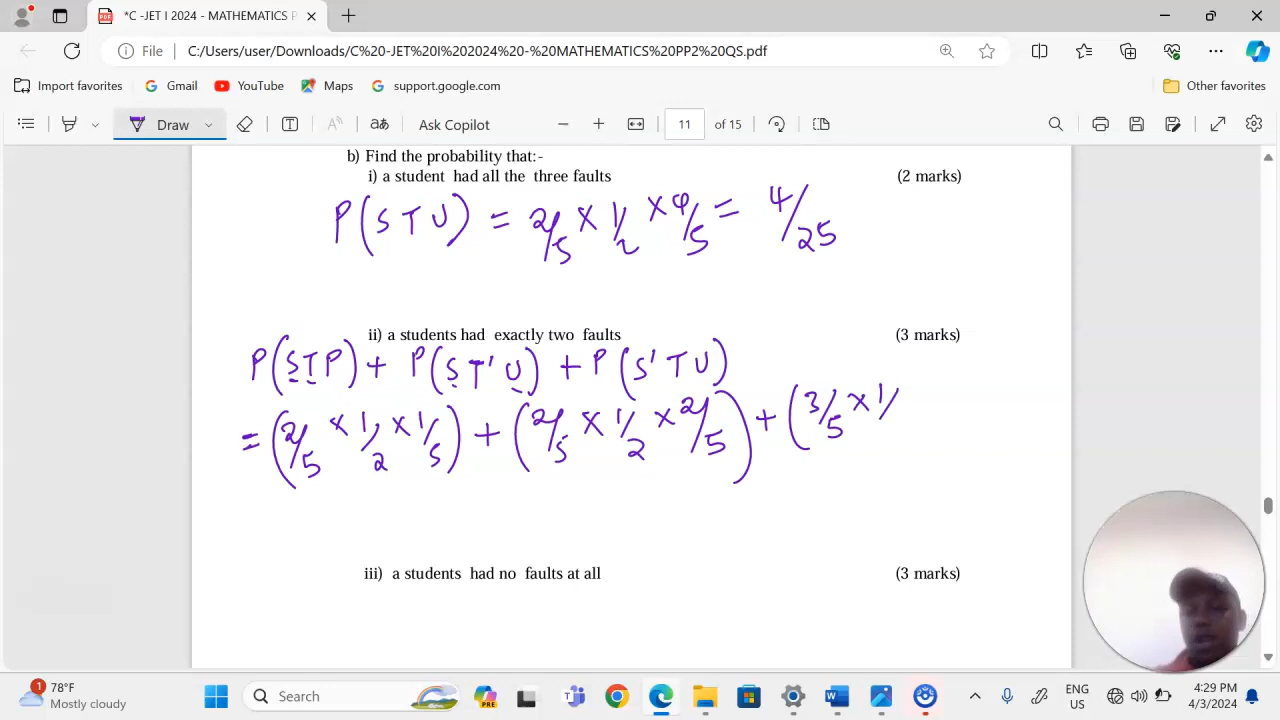 *C -JET I 2024 - MATHEMATICS P
File
C:/Users/user/Downloads/C%20-JET%20I%202024%20-%20MATHEMATICS%20PP2%20QS.pdf
Import favorites
Gmail
YouTube
Maps
support.google.com
Other favorites
Draw
Ask Copilot
11 of 15
b) Find the probability that:-
i) a student had all the three faults (2 marks)
P(S T U) = 2/5 × 1/2 × 4/5 = 4/25
ii) a students had exactly two faults (3 marks)
P(S T P) + P(S T' U) + P(S' T U)
= (2/5 × 1/2 × 1/5) + (2/5 × 1/2 × 2/5) + (3/5 × 1/
iii) a students had no faults at all (3 marks)
1
78°F
Mostly cloudy
Search
PRE
ENG
US
4:29 PM
4/3/2024